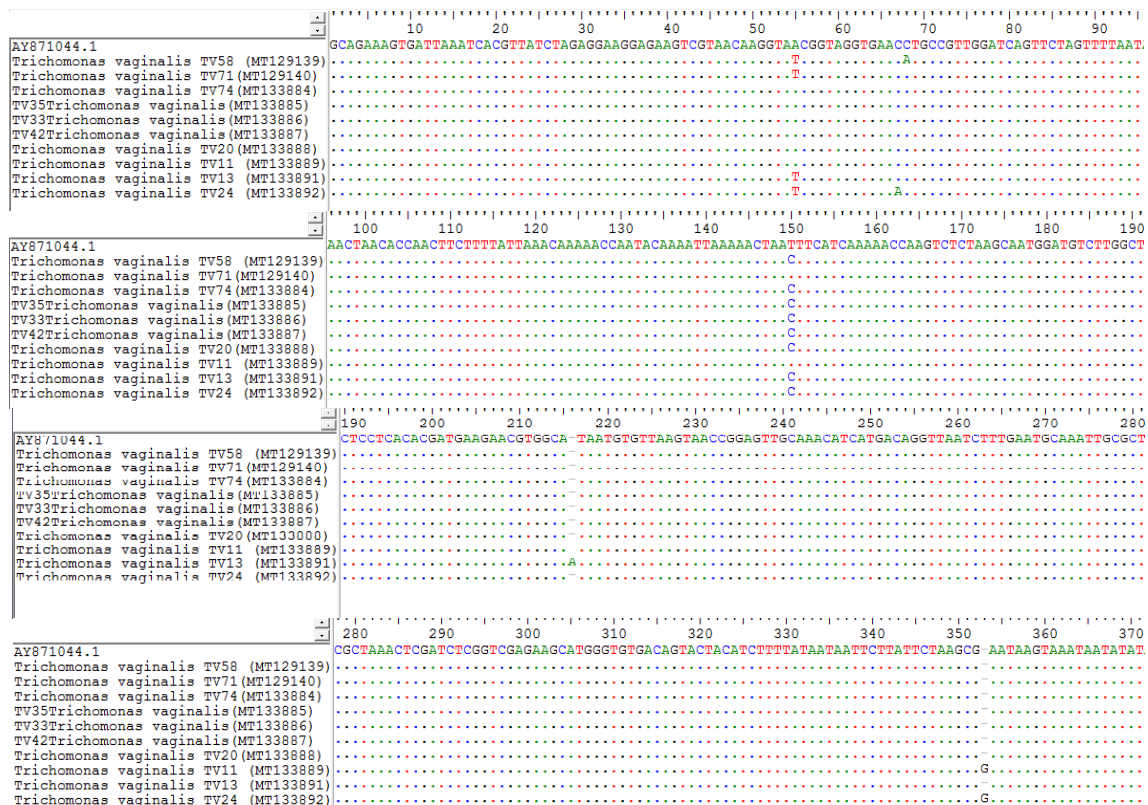 10 20 30 40 50 60 70 80 90
AY871044.1 GCAGAAAGTGATTAAATCACGTTATCTAGAGGAAGGAGAAGTCGTAACAAGGTAACGGTAGGTGAACCTGCCGTTGGATCAGTTCTAGTTTTAAT
Trichomonas vaginalis TV58 (MT129139) T A
Trichomonas vaginalis TV71(MT129140) T
Trichomonas vaginalis TV74(MT133884)
TV35Trichomonas vaginalis(MT133885)
TV33Trichomonas vaginalis(MT133886)
TV42Trichomonas vaginalis(MT133887)
Trichomonas vaginalis TV20(MT133888)
Trichomonas vaginalis TV11 (MT133889)
Trichomonas vaginalis TV13 (MT133891) T
Trichomonas vaginalis TV24 (MT133892) T A
100 110 120 130 140 150 160 170 180 190
AY871044.1 AACTAACACCAACTTCTTTTATTAAACAAAAACCAATACAAAATTAAAAACTAATTTCATCAAAAACCAAGTCTCTAAGCAATGGATGTCTTGGCT
Trichomonas vaginalis TV58 (MT129139) C
Trichomonas vaginalis TV71(MT129140)
Trichomonas vaginalis TV74(MT133884) C
TV35Trichomonas vaginalis(MT133885) C
TV33Trichomonas vaginalis(MT133886) C
TV42Trichomonas vaginalis(MT133887) C
Trichomonas vaginalis TV20(MT133888) C
Trichomonas vaginalis TV11 (MT133889)
Trichomonas vaginalis TV13 (MT133891) C
Trichomonas vaginalis TV24 (MT133892) C
190 200 210 220 230 240 250 260 270 280
AY871044.1 CTCCTCACACGATGAAGAACGTGGCA-TAATGTGTTAAGTAACCGGAGTTGCAAACATCATGACAGGTTAATCTTTGAATGCAAATTGCGCT
Trichomonas vaginalis TV58 (MT129139) -
Trichomonas vaginalis TV71(MT129140) -
Trichomonas vaginalis TV74(MT133884) -
TV35Trichomonas vaginalis(MT133885) -
TV33Trichomonas vaginalis(MT133886) -
TV42Trichomonas vaginalis(MT133887) -
Trichomonas vaginalis TV20(MT133000) -
Trichomonas vaginalis TV11 (MT133889) -
Trichomonas vaginalis TV13 (MT133891) A
Trichomonas vaginalis TV24 (MT133892) -
280 290 300 310 320 330 340 350 360 370
AY871044.1 CGCTAAACTCGATCTCGGTCGAGAAGCATGGGTGTGACAGTACTACATCTTTTATAATAATTCTTATTCTAAGCG-AATAAGTAAATAATATAT
Trichomonas vaginalis TV58 (MT129139) -
Trichomonas vaginalis TV71(MT129140) -
Trichomonas vaginalis TV74(MT133884) -
TV35Trichomonas vaginalis(MT133885) -
TV33Trichomonas vaginalis(MT133886) -
TV42Trichomonas vaginalis(MT133887) -
Trichomonas vaginalis TV20(MT133888) -
Trichomonas vaginalis TV11 (MT133889) G
Trichomonas vaginalis TV13 (MT133891) -
Trichomonas vaginalis TV24 (MT133892) G